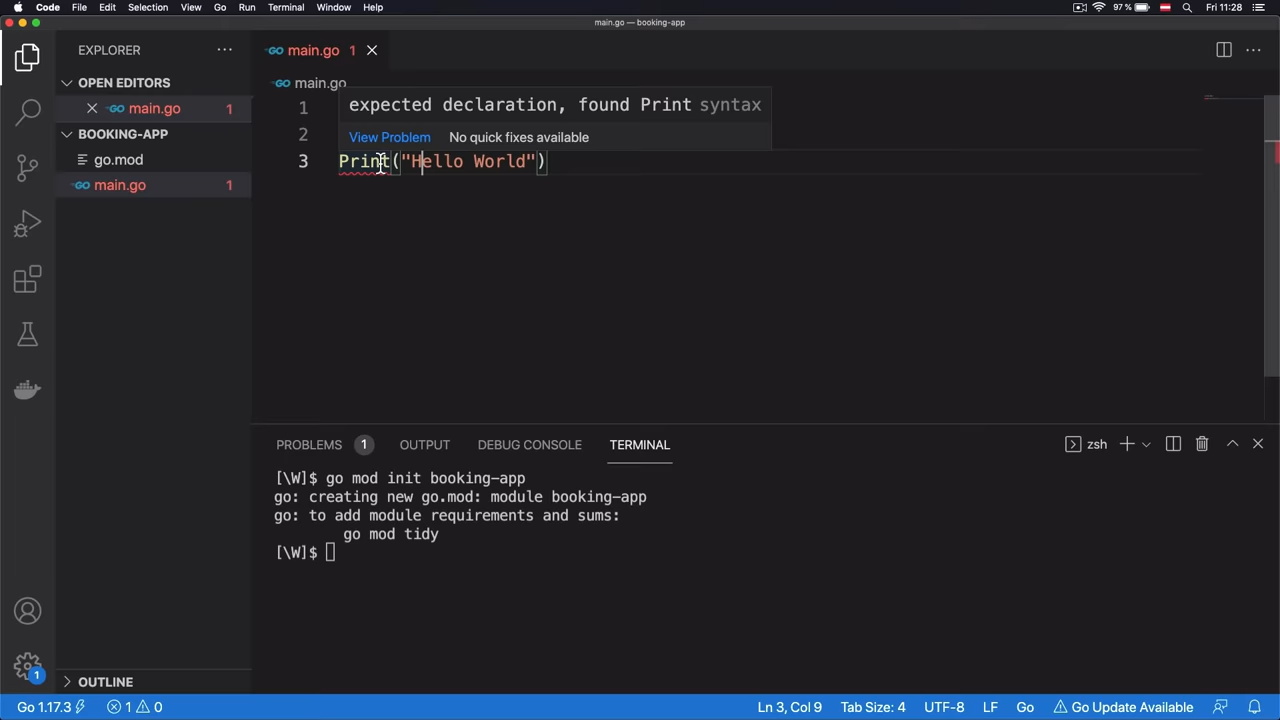 Code File Edit Selection View Go Run Terminal Window Help 97 % Fri 11:28
main.go — booking-app
EXPLORER
OPEN EDITORS
GO main.go 1
BOOKING-APP
go.mod
GO main.go 1
OUTLINE
GO main.go 1
GO main.go
1
expected declaration, found Print syntax
2
View Problem No quick fixes available
3 Print("Hello World")
PROBLEMS 1 OUTPUT DEBUG CONSOLE TERMINAL zsh
[\W]$ go mod init booking-app
go: creating new go.mod: module booking-app
go: to add module requirements and sums:
go mod tidy
[\W]$
1
Go 1.17.3 1 0 Ln 3, Col 9 Tab Size: 4 UTF-8 LF Go Go Update Available